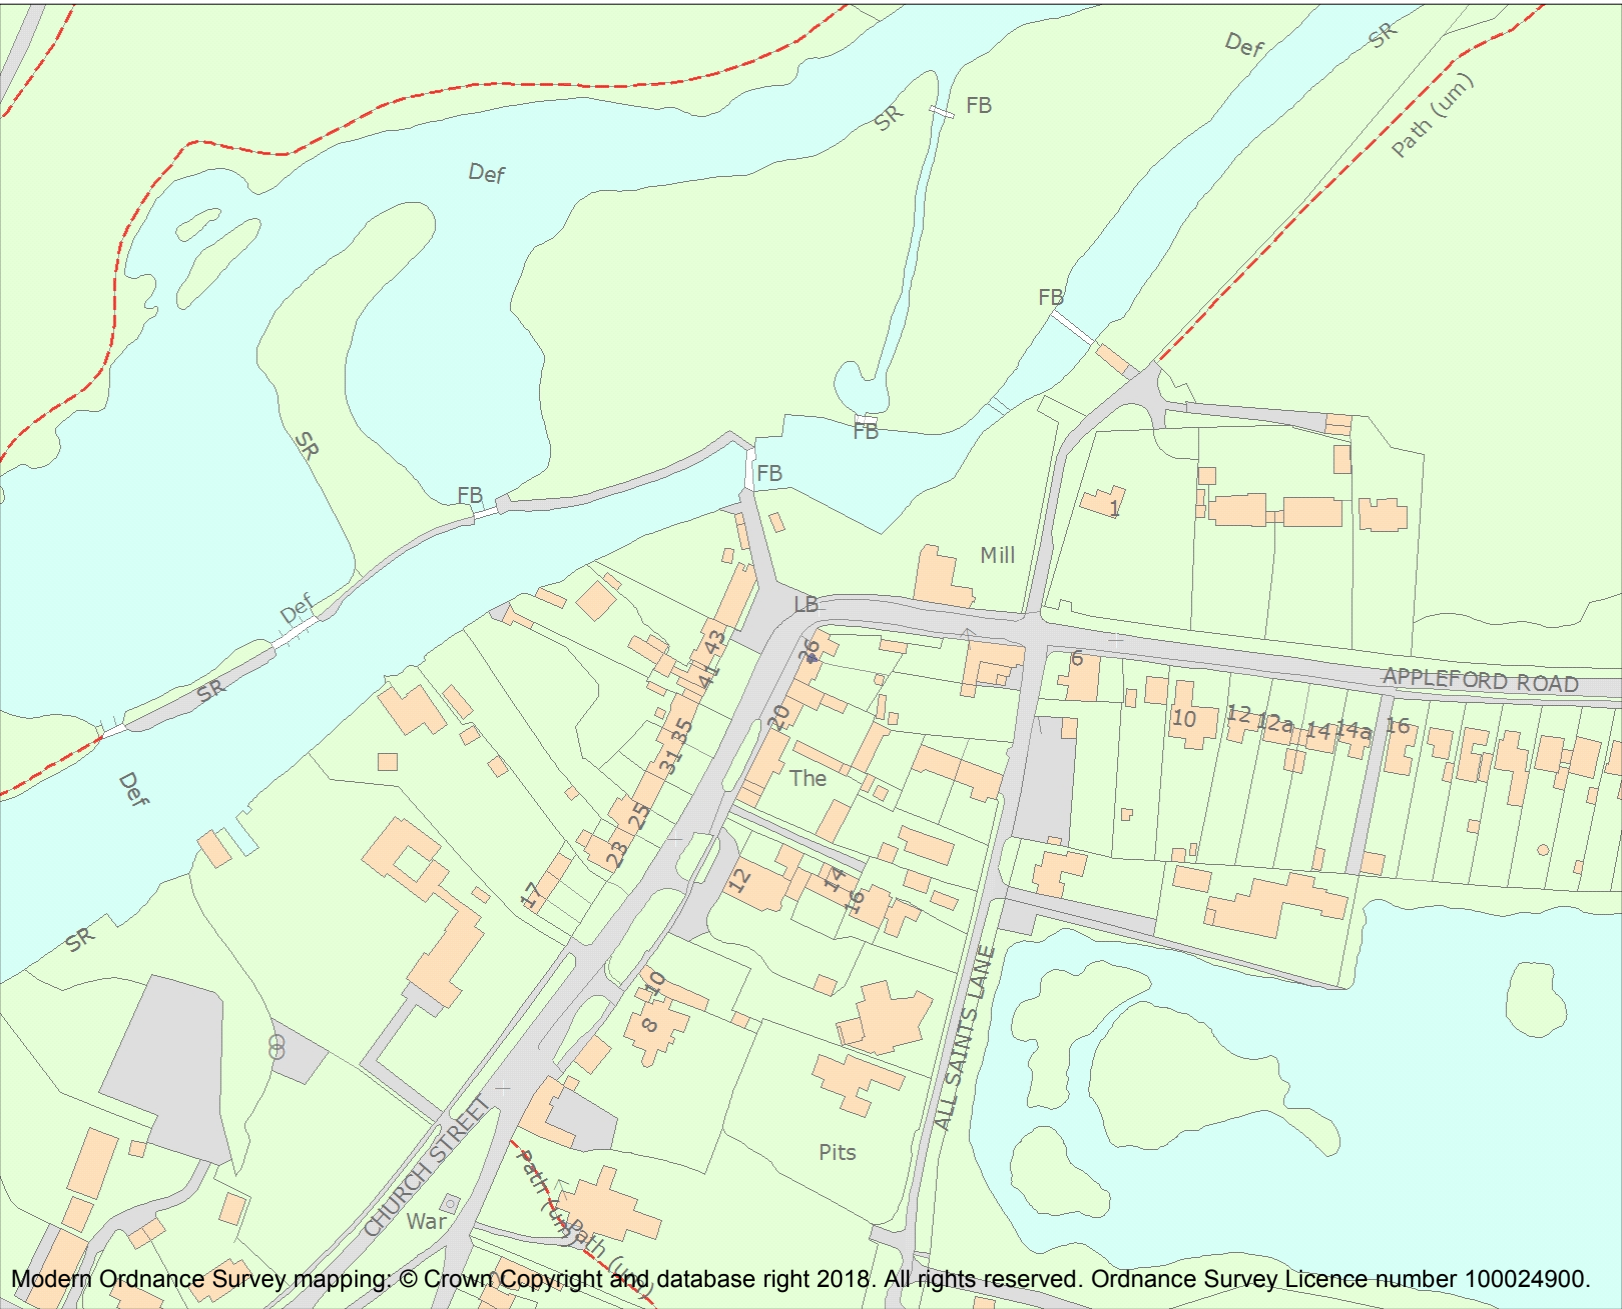 Def
SR
FB
SR
Path (um)
Def
FB
FB
SR
FB
FB
FB
1
Mill
Def
LB
43
36
6
41
SR
APPLEFORD ROAD
20
35
10
12
12a
14
14a
16
31
The
Def
25
23
12
14
17
16
SR
10
8
ALL SAINTS LANE
CHURCH STREET
Pits
Path (um)
War
Path (um)
Modern Ordnance Survey mapping: © Crown Copyright and database right 2018. All rights reserved. Ordnance Survey Licence number 100024900.